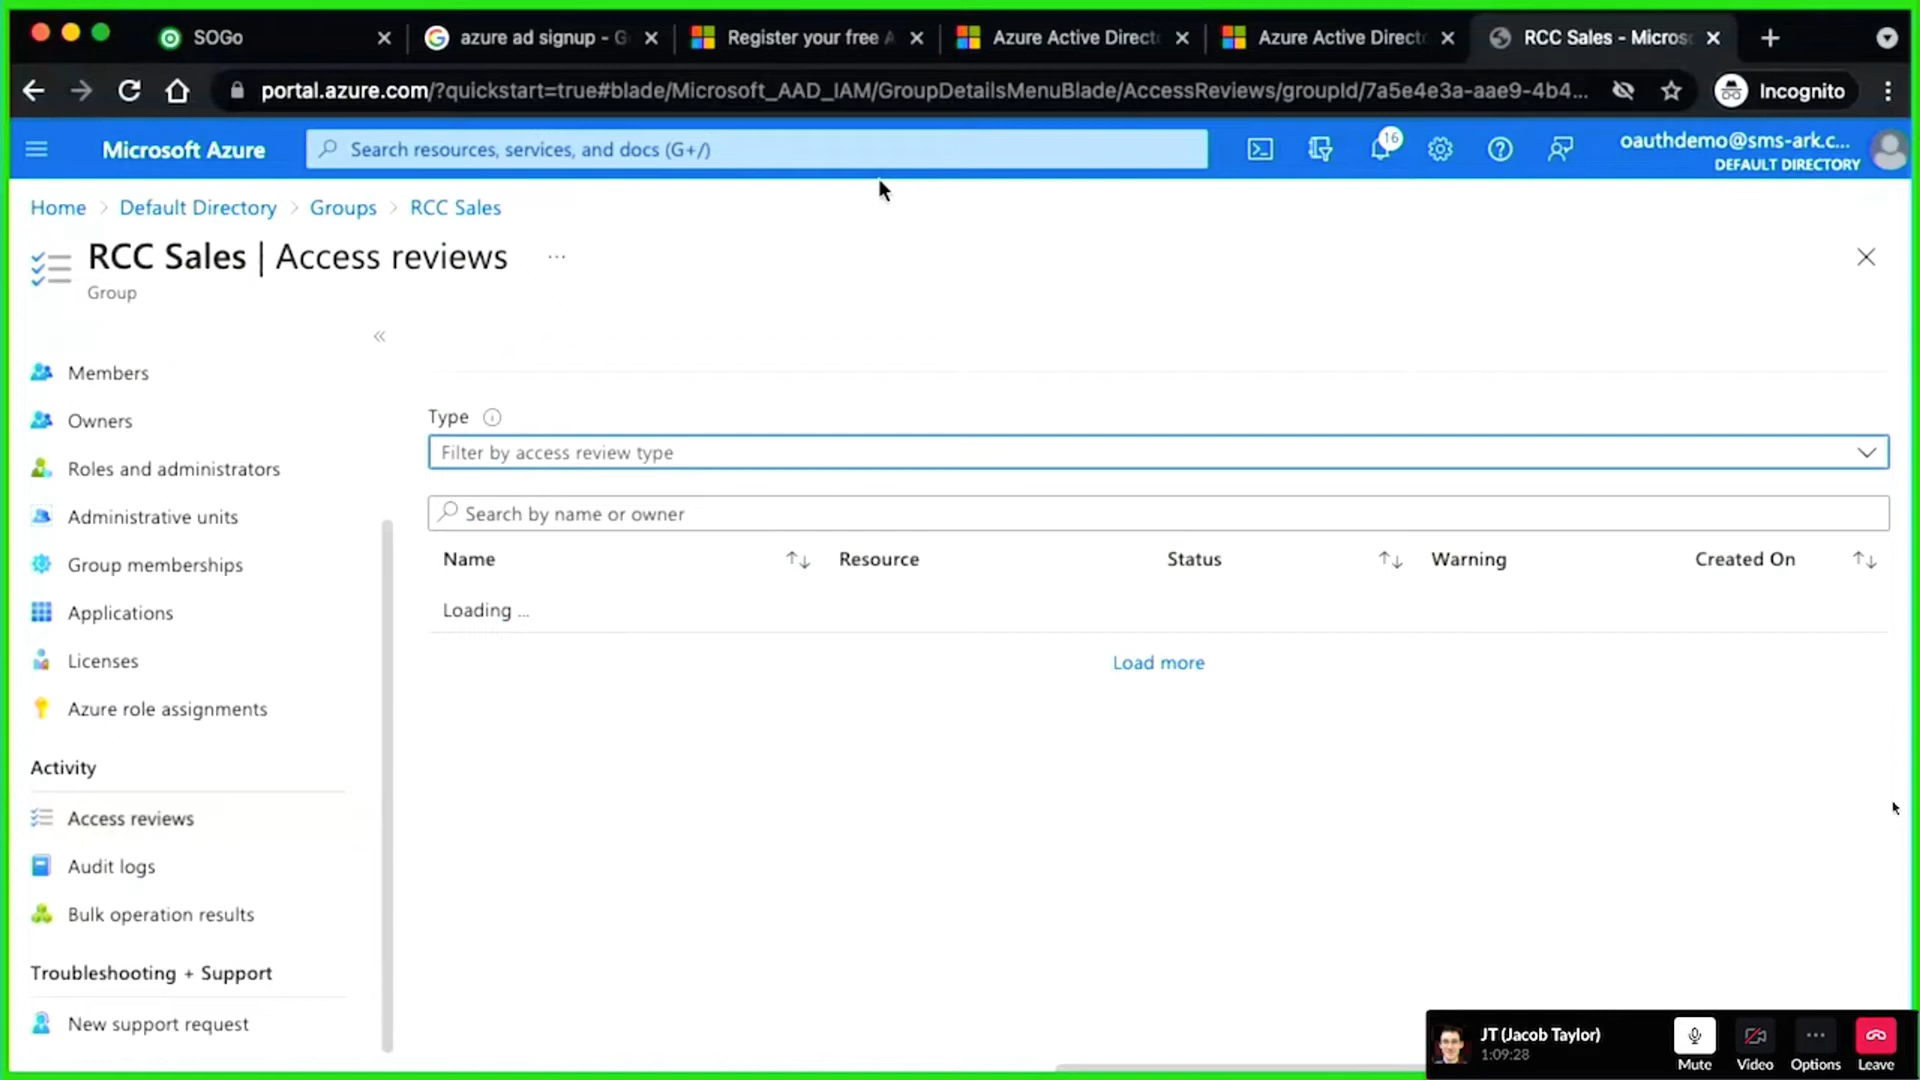 SOGo
azure ad signup - G
Register your free A
Azure Active Direct
Azure Active Direct
RCC Sales - Micros
portal.azure.com/?quickstart=true#blade/Microsoft_AAD_IAM/GroupDetailsMenuBlade/AccessReviews/groupId/7a5e4e3a-aae9-4b4...
Incognito
Microsoft Azure
Search resources, services, and docs (G+/)
16
oauthdemo@sms-ark.c...
DEFAULT DIRECTORY
Home > Default Directory > Groups > RCC Sales
RCC Sales | Access reviews ...
Group
«
Members
Owners
Roles and administrators
Administrative units
Group memberships
Applications
Licenses
Azure role assignments
Activity
Access reviews
Audit logs
Bulk operation results
Troubleshooting + Support
New support request
Type
Filter by access review type
Search by name or owner
Name Resource Status Warning Created On
Loading ...
Load more
JT (Jacob Taylor)
1:09:28
Mute Video Options Leave